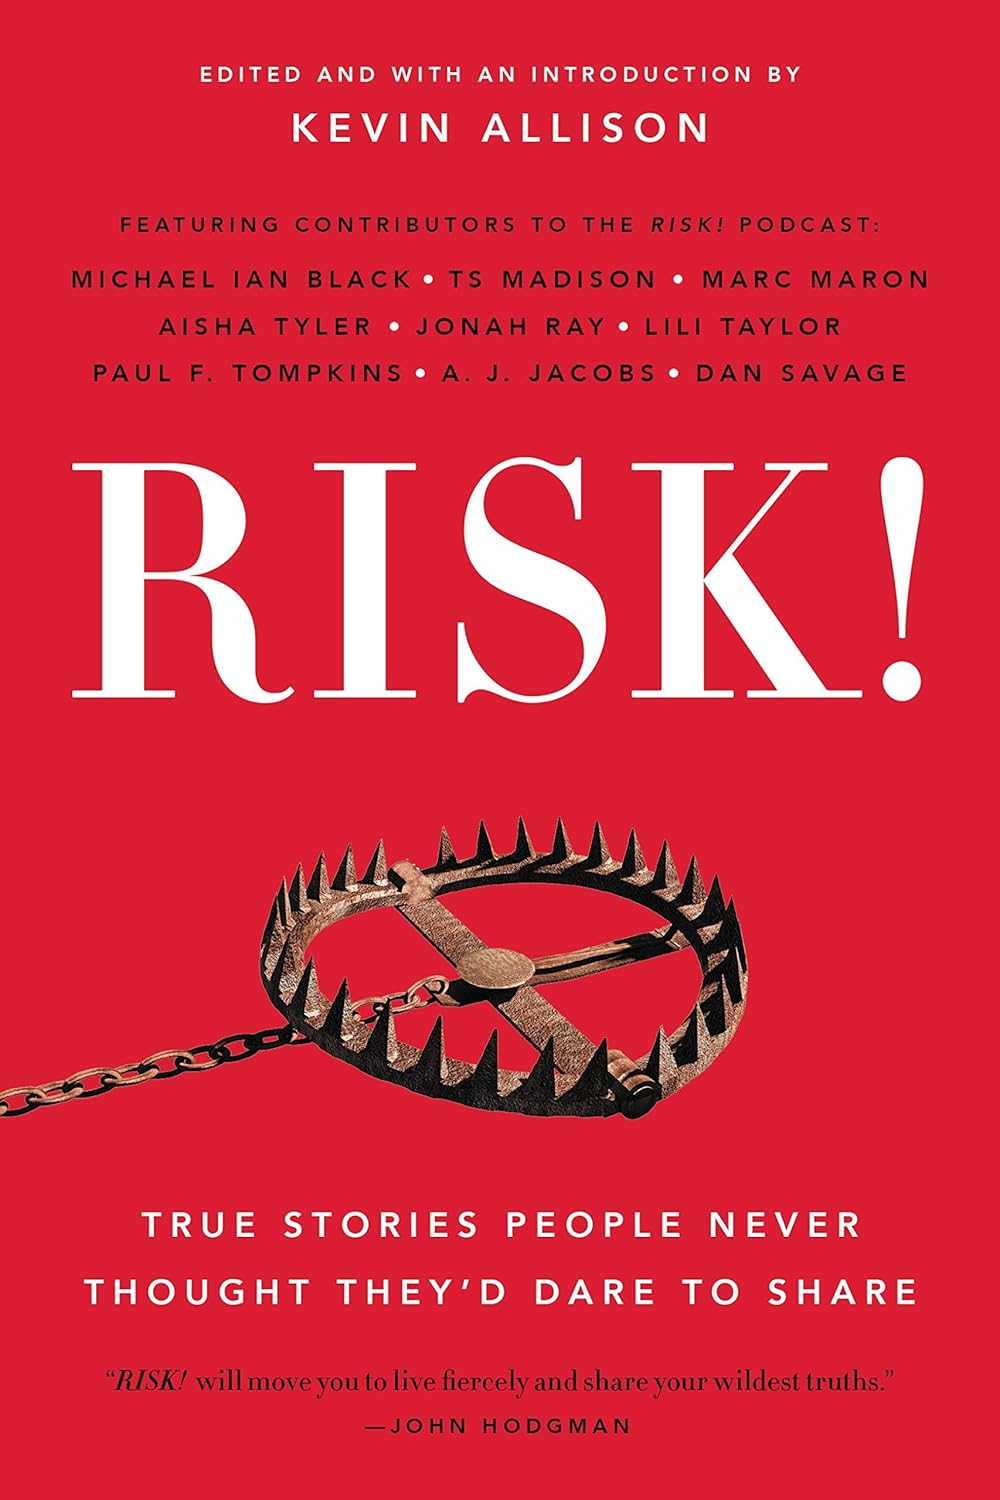 EDITED AND WITH AN INTRODUCTION BY
KEVIN ALLISON
FEATURING CONTRIBUTORS TO THE RISK! PODCAST:
MICHAEL IAN BLACK • TS MADISON • MARC MARON
AISHA TYLER • JONAH RAY • LILI TAYLOR
PAUL F. TOMPKINS • A. J. JACOBS • DAN SAVAGE
RISK!
TRUE STORIES PEOPLE NEVER
THOUGHT THEY'D DARE TO SHARE
“RISK! will move you to live fiercely and share your wildest truths.”
—JOHN HODGMAN